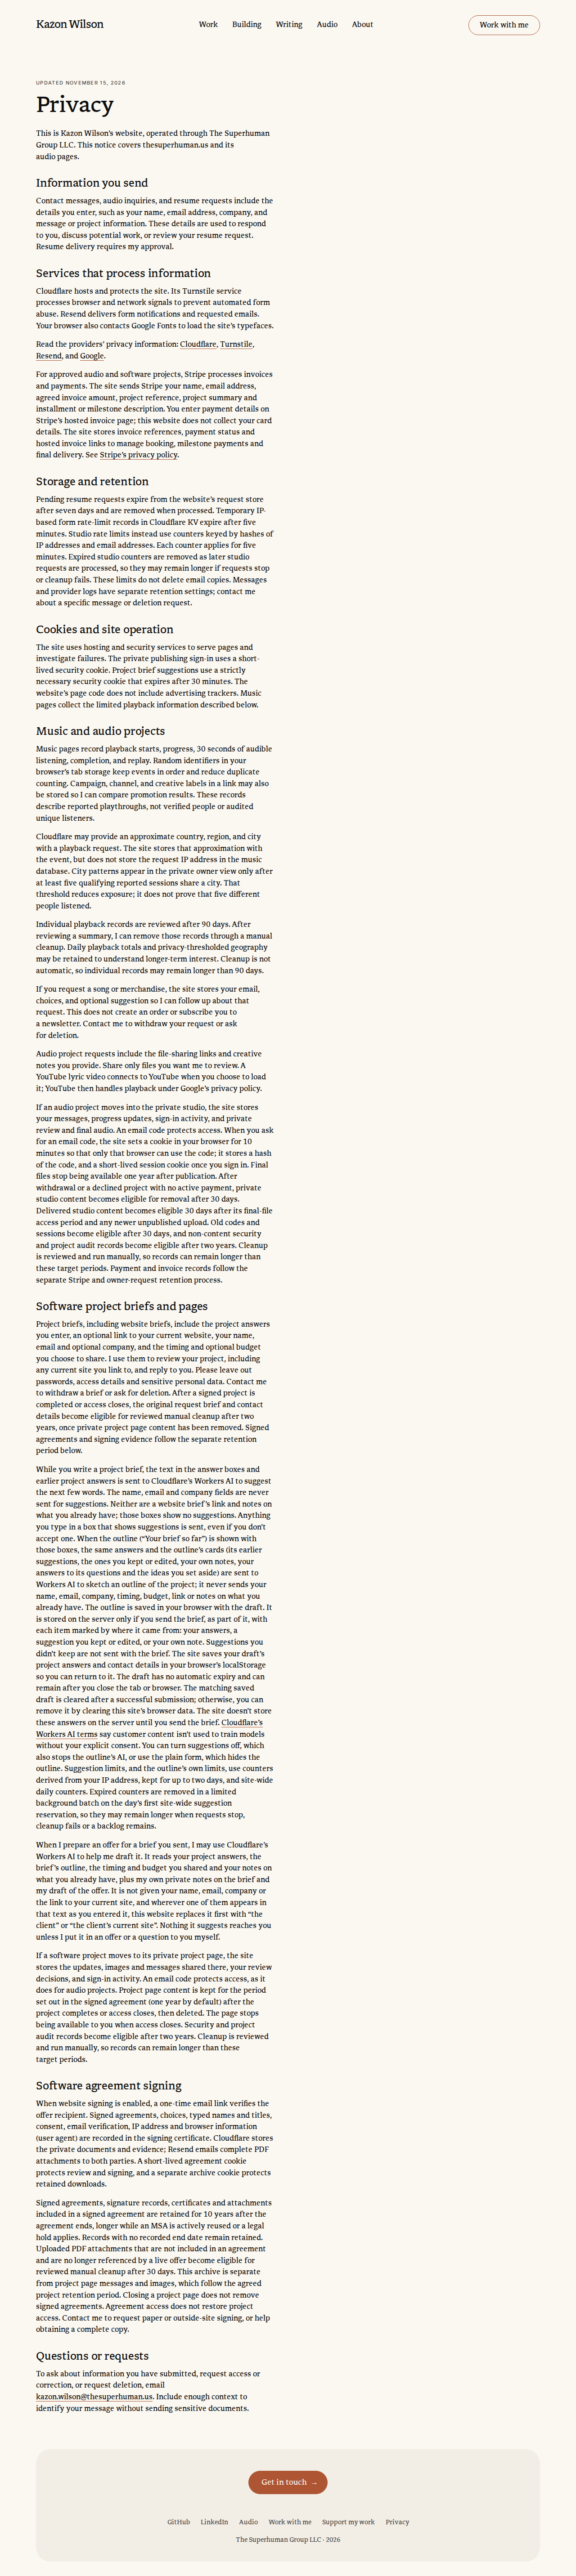 Kazon Wilson
Work Building Writing Audio About
Work with me
UPDATED NOVEMBER 15, 2026
Privacy
This is Kazon Wilson's website, operated through The Superhuman
Group LLC. This notice covers thesuperhuman.us and its
audio pages.
Information you send
Contact messages, audio inquiries, and resume requests include the
details you enter, such as your name, email address, company, and
message or project information. These details are used to respond
to you, discuss potential work, or review your resume request.
Resume delivery requires my approval.
Services that process information
Cloudflare hosts and protects the site. Its Turnstile service
processes browser and network signals to prevent automated form
abuse. Resend delivers form notifications and requested emails.
Your browser also contacts Google Fonts to load the site's typefaces.
Read the providers' privacy information: Cloudflare, Turnstile,
Resend, and Google.
For approved audio and software projects, Stripe processes invoices
and payments. The site sends Stripe your name, email address,
agreed invoice amount, project reference, project summary and
installment or milestone description. You enter payment details on
Stripe's hosted invoice page; this website does not collect your card
details. The site stores invoice references, payment status and
hosted invoice links to manage booking, milestone payments and
final delivery. See Stripe's privacy policy.
Storage and retention
Pending resume requests expire from the website's request store
after seven days and are removed when processed. Temporary IP-
based form rate-limit records in Cloudflare KV expire after five
minutes. Studio rate limits instead use counters keyed by hashes of
IP addresses and email addresses. Each counter applies for five
minutes. Expired studio counters are removed as later studio
requests are processed, so they may remain longer if requests stop
or cleanup fails. These limits do not delete email copies. Messages
and provider logs have separate retention settings; contact me
about a specific message or deletion request.
Cookies and site operation
The site uses hosting and security services to serve pages and
investigate failures. The private publishing sign-in uses a short-
lived security cookie. Project brief suggestions use a strictly
necessary security cookie that expires after 30 minutes. The
website's page code does not include advertising trackers. Music
pages collect the limited playback information described below.
Music and audio projects
Music pages record playback starts, progress, 30 seconds of audible
listening, completion, and replay. Random identifiers in your
browser's tab storage keep events in order and reduce duplicate
counting. Campaign, channel, and creative labels in a link may also
be stored so I can compare promotion results. These records
describe reported playthroughs, not verified people or audited
unique listeners.
Cloudflare may provide an approximate country, region, and city
with a playback request. The site stores that approximation with
the event, but does not store the request IP address in the music
database. City patterns appear in the private owner view only after
at least five qualifying reported sessions share a city. That
threshold reduces exposure; it does not prove that five different
people listened.
Individual playback records are reviewed after 90 days. After
reviewing a summary, I can remove those records through a manual
cleanup. Daily playback totals and privacy-thresholded geography
may be retained to understand longer-term interest. Cleanup is not
automatic, so individual records may remain longer than 90 days.
If you request a song or merchandise, the site stores your email,
choices, and optional suggestion so I can follow up about that
request. This does not create an order or subscribe you to
a newsletter. Contact me to withdraw your request or ask
for deletion.
Audio project requests include the file-sharing links and creative
notes you provide. Share only files you want me to review. A
YouTube lyric video connects to YouTube when you choose to load
it; YouTube then handles playback under Google's privacy policy.
If an audio project moves into the private studio, the site stores
your messages, progress updates, sign-in activity, and private
review and final audio. An email code protects access. When you ask
for an email code, the site sets a cookie in your browser for 10
minutes so that only that browser can use the code; it stores a hash
of the code, and a short-lived session cookie once you sign in. Final
files stop being available one year after publication. After
withdrawal or a declined project with no active payment, private
studio content becomes eligible for removal after 30 days.
Delivered studio content becomes eligible 30 days after its final-file
access period and any newer unpublished upload. Old codes and
sessions become eligible after 30 days, and non-content security
and project audit records become eligible after two years. Cleanup
is reviewed and run manually, so records can remain longer than
these target periods. Payment and invoice records follow the
separate Stripe and owner-request retention process.
Software project briefs and pages
Project briefs, including website briefs, include the project answers
you enter, an optional link to your current website, your name,
email and optional company, and the timing and optional budget
you choose to share. I use them to review your project, including
any current site you link to, and reply to you. Please leave out
passwords, access details and sensitive personal data. Contact me
to withdraw a brief or ask for deletion. After a signed project is
completed or access closes, the original request brief and contact
details become eligible for reviewed manual cleanup after two
years, once private project page content has been removed. Signed
agreements and signing evidence follow the separate retention
period below.
While you write a project brief, the text in the answer boxes and
earlier project answers is sent to Cloudflare's Workers AI to suggest
the next few words. The name, email and company fields are never
sent for suggestions. Neither are a website brief's link and notes on
what you already have; those boxes show no suggestions. Anything
you type in a box that shows suggestions is sent, even if you don't
accept one. When the outline ("Your brief so far") is shown with
those boxes, the same answers and the outline's cards (its earlier
suggestions, the ones you kept or edited, your own notes, your
answers to its questions and the ideas you set aside) are sent to
Workers AI to sketch an outline of the project; it never sends your
name, email, company, timing, budget, link or notes on what you
already have. The outline is saved in your browser with the draft. It
is stored on the server only if you send the brief, as part of it, with
each item marked by where it came from: your answers, a
suggestion you kept or edited, or your own note. Suggestions you
didn't keep are not sent with the brief. The site saves your draft's
project answers and contact details in your browser's localStorage
so you can return to it. The draft has no automatic expiry and can
remain after you close the tab or browser. The matching saved
draft is cleared after a successful submission; otherwise, you can
remove it by clearing this site's browser data. The site doesn't store
these answers on the server until you send the brief. Cloudflare's
Workers AI terms say customer content isn't used to train models
without your explicit consent. You can turn suggestions off, which
also stops the outline's AI, or use the plain form, which hides the
outline. Suggestion limits, and the outline's own limits, use counters
derived from your IP address, kept for up to two days, and site-wide
daily counters. Expired counters are removed in a limited
background batch on the day's first site-wide suggestion
reservation, so they may remain longer when requests stop,
cleanup fails or a backlog remains.
When I prepare an offer for a brief you sent, I may use Cloudflare's
Workers AI to help me draft it. It reads your project answers, the
brief's outline, the timing and budget you shared and your notes on
what you already have, plus my own private notes on the brief and
my draft of the offer. It is not given your name, email, company or
the link to your current site, and wherever one of them appears in
that text as you entered it, this website replaces it first with "the
client" or "the client's current site". Nothing it suggests reaches you
unless I put it in an offer or a question to you myself.
If a software project moves to its private project page, the site
stores the updates, images and messages shared there, your review
decisions, and sign-in activity. An email code protects access, as it
does for audio projects. Project page content is kept for the period
set out in the signed agreement (one year by default) after the
project completes or access closes, then deleted. The page stops
being available to you when access closes. Security and project
audit records become eligible after two years. Cleanup is reviewed
and run manually, so records can remain longer than these
target periods.
Software agreement signing
When website signing is enabled, a one-time email link verifies the
offer recipient. Signed agreements, choices, typed names and titles,
consent, email verification, IP address and browser information
(user agent) are recorded in the signing certificate. Cloudflare stores
the private documents and evidence; Resend emails complete PDF
attachments to both parties. A short-lived agreement cookie
protects review and signing, and a separate archive cookie protects
retained downloads.
Signed agreements, signature records, certificates and attachments
included in a signed agreement are retained for 10 years after the
agreement ends, longer while an MSA is actively reused or a legal
hold applies. Records with no recorded end date remain retained.
Uploaded PDF attachments that are not included in an agreement
and are no longer referenced by a live offer become eligible for
reviewed manual cleanup after 30 days. This archive is separate
from project page messages and images, which follow the agreed
project retention period. Closing a project page does not remove
signed agreements. Agreement access does not restore project
access. Contact me to request paper or outside-site signing, or help
obtaining a complete copy.
Questions or requests
To ask about information you have submitted, request access or
correction, or request deletion, email
kazon.wilson@thesuperhuman.us. Include enough context to
identify your message without sending sensitive documents.
Get in touch →
GitHub LinkedIn Audio Work with me Support my work Privacy
The Superhuman Group LLC · 2026